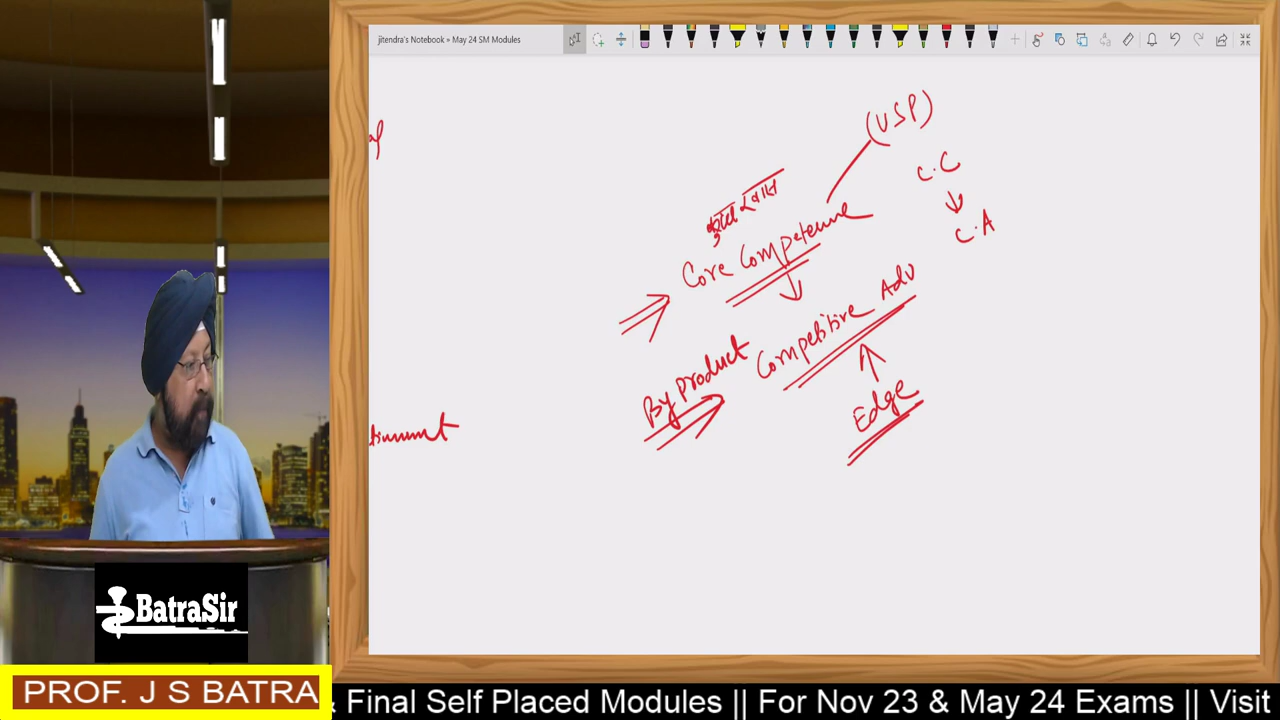 jitendra's Notebook » May 24 SM Modules
(USP)
C.C
C.A
Core Competence
Competitive Adv
By product
Edge
BatraSir
PROF. J S BATRA
& Final Self Placed Modules || For Nov 23 & May 24 Exams || Visit